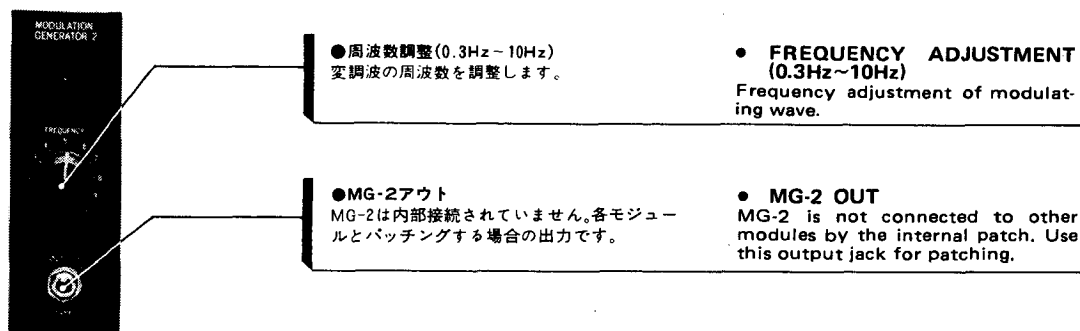 MODULATION
GENERATOR 2
FREQUENCY
●周波数調整(0.3Hz~10Hz)
変調波の周波数を調整します。
● FREQUENCY ADJUSTMENT
(0.3Hz~10Hz)
Frequency adjustment of modulat-
ing wave.
●MG-2アウト
MG-2は内部接続されていません。各モジュー
ルとパッチングする場合の出力です。
● MG-2 OUT
MG-2 is not connected to other
modules by the internal patch. Use
this output jack for patching.